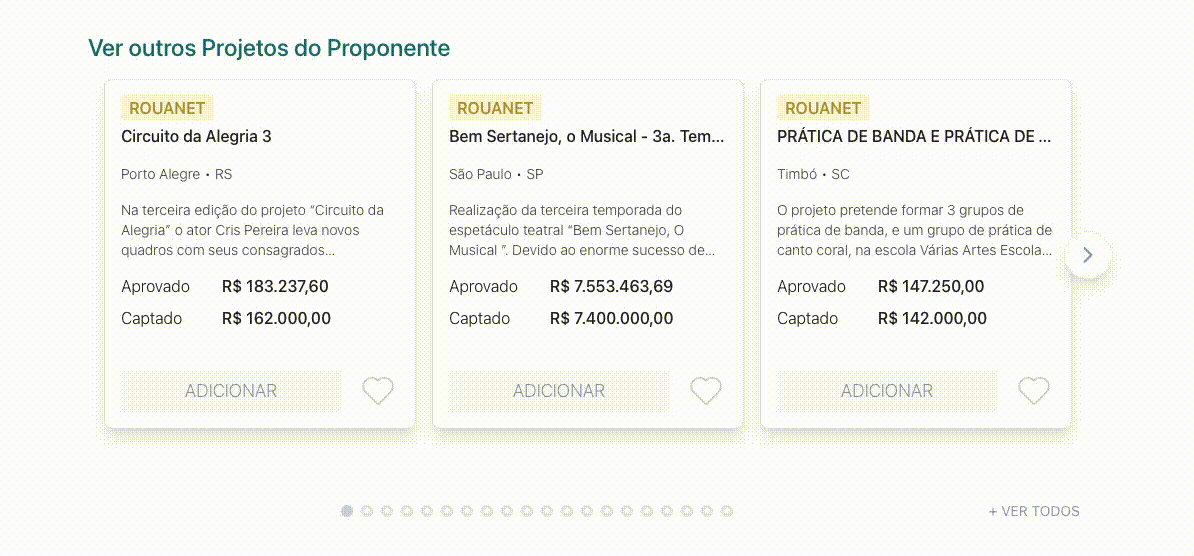 Ver outros Projetos do Proponente
ROUANET
Circuito da Alegria 3
Porto Alegre • RS
Na terceira edição do projeto “Circuito da
Alegria” o ator Cris Pereira leva novos
quadros com seus consagrados...
Aprovado R$ 183.237,60
Captado R$ 162.000,00
ADICIONAR
ROUANET
Bem Sertanejo, o Musical - 3a. Tem...
São Paulo • SP
Realização da terceira temporada do
espetáculo teatral “Bem Sertanejo, O
Musical ”. Devido ao enorme sucesso de...
Aprovado R$ 7.553.463,69
Captado R$ 7.400.000,00
ADICIONAR
ROUANET
PRÁTICA DE BANDA E PRÁTICA DE ...
Timbó • SC
O projeto pretende formar 3 grupos de
prática de banda, e um grupo de prática de
canto coral, na escola Várias Artes Escola...
Aprovado R$ 147.250,00
Captado R$ 142.000,00
ADICIONAR
+ VER TODOS